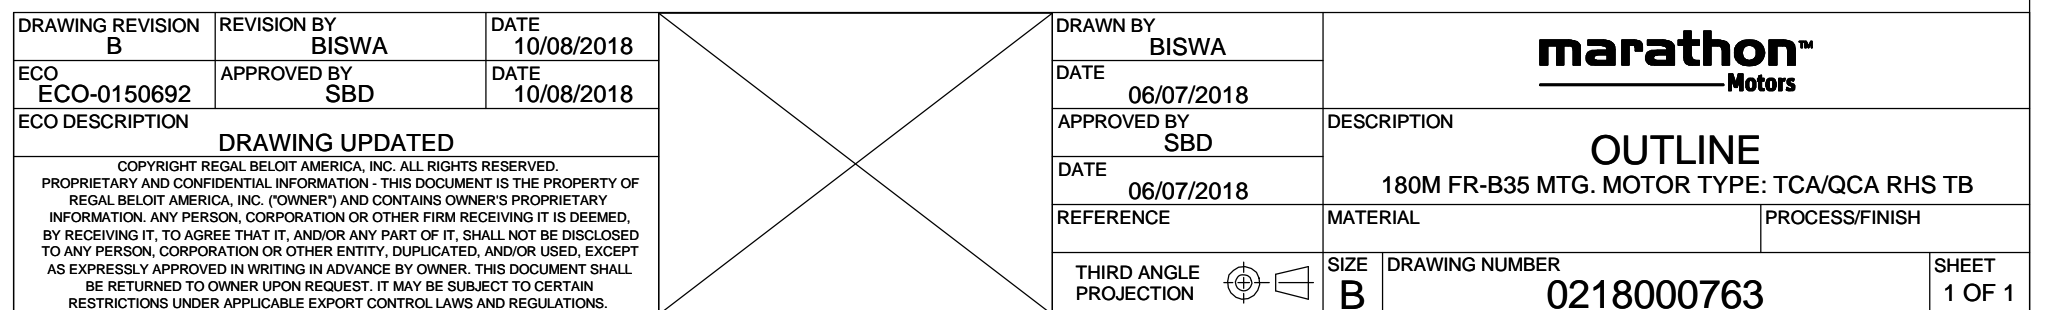 DRAWING REVISION
B
REVISION BY
BISWA
DATE
10/08/2018
ECO
ECO-0150692
APPROVED BY
SBD
DATE
10/08/2018
ECO DESCRIPTION
DRAWING UPDATED
COPYRIGHT REGAL BELOIT AMERICA, INC. ALL RIGHTS RESERVED.
PROPRIETARY AND CONFIDENTIAL INFORMATION - THIS DOCUMENT IS THE PROPERTY OF
REGAL BELOIT AMERICA, INC. ("OWNER") AND CONTAINS OWNER'S PROPRIETARY
INFORMATION. ANY PERSON, CORPORATION OR OTHER FIRM RECEIVING IT IS DEEMED,
BY RECEIVING IT, TO AGREE THAT IT, AND/OR ANY PART OF IT, SHALL NOT BE DISCLOSED
TO ANY PERSON, CORPORATION OR OTHER ENTITY, DUPLICATED, AND/OR USED, EXCEPT
AS EXPRESSLY APPROVED IN WRITING IN ADVANCE BY OWNER. THIS DOCUMENT SHALL
BE RETURNED TO OWNER UPON REQUEST. IT MAY BE SUBJECT TO CERTAIN
RESTRICTIONS UNDER APPLICABLE EXPORT CONTROL LAWS AND REGULATIONS.
DRAWN BY
BISWA
DATE
06/07/2018
APPROVED BY
SBD
DATE
06/07/2018
REFERENCE
THIRD ANGLE
PROJECTION
marathon™
Motors
DESCRIPTION
OUTLINE
180M FR-B35 MTG. MOTOR TYPE: TCA/QCA RHS TB
MATERIAL
PROCESS/FINISH
SIZE
B
DRAWING NUMBER
0218000763
SHEET
1 OF 1